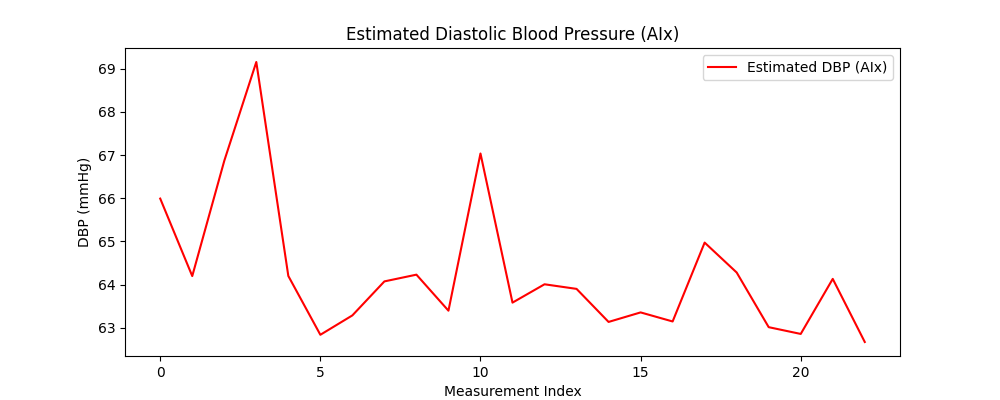 Estimated Diastolic Blood Pressure (AIx)
Estimated DBP (AIx)
69
68
67
66
65
64
63
DBP (mmHg)
0 5 10 15 20
Measurement Index